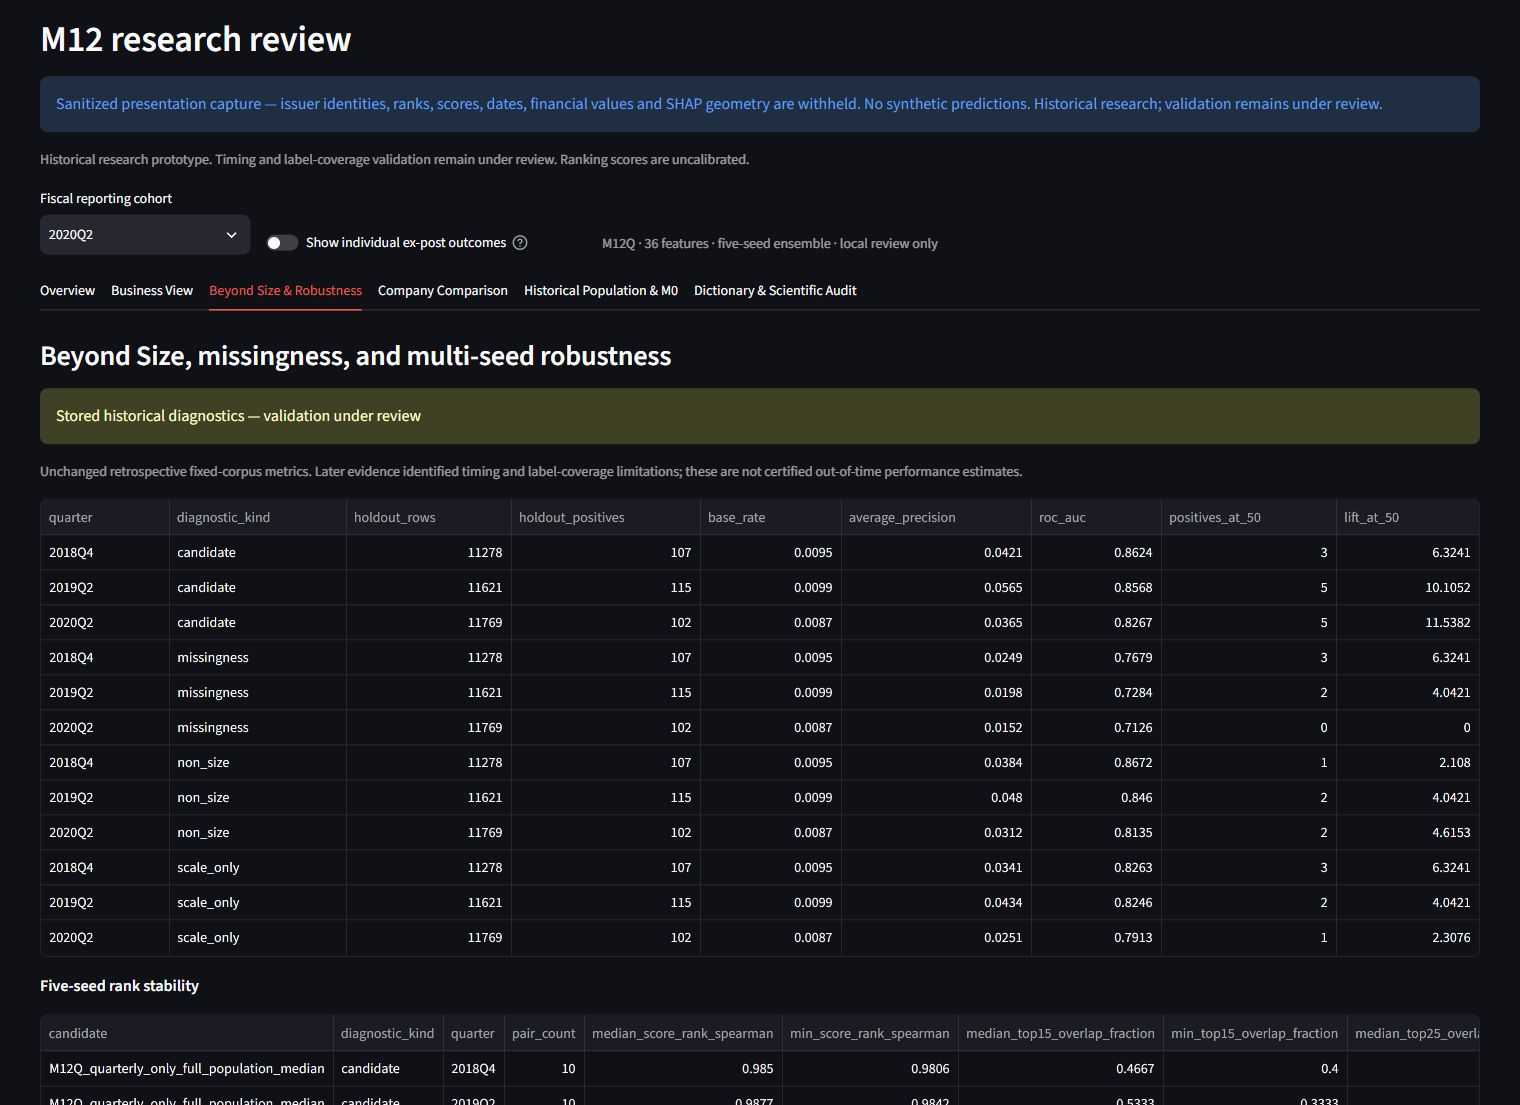 M12 research review
Sanitized presentation capture — issuer identities, ranks, scores, dates, financial values and SHAP geometry are withheld. No synthetic predictions. Historical research; validation remains under review.
Historical research prototype. Timing and label-coverage validation remain under review. Ranking scores are uncalibrated.
Fiscal reporting cohort
2020Q2 Show individual ex-post outcomes M12Q · 36 features · five-seed ensemble · local review only
Overview Business View Beyond Size & Robustness Company Comparison Historical Population & M0 Dictionary & Scientific Audit
Beyond Size, missingness, and multi-seed robustness
Stored historical diagnostics — validation under review
Unchanged retrospective fixed-corpus metrics. Later evidence identified timing and label-coverage limitations; these are not certified out-of-time performance estimates.
quarter diagnostic_kind holdout_rows holdout_positives base_rate average_precision roc_auc positives_at_50 lift_at_50
2018Q4 candidate 11278 107 0.0095 0.0421 0.8624 3 6.3241
2019Q2 candidate 11621 115 0.0099 0.0565 0.8568 5 10.1052
2020Q2 candidate 11769 102 0.0087 0.0365 0.8267 5 11.5382
2018Q4 missingness 11278 107 0.0095 0.0249 0.7679 3 6.3241
2019Q2 missingness 11621 115 0.0099 0.0198 0.7284 2 4.0421
2020Q2 missingness 11769 102 0.0087 0.0152 0.7126 0 0
2018Q4 non_size 11278 107 0.0095 0.0384 0.8672 1 2.108
2019Q2 non_size 11621 115 0.0099 0.048 0.846 2 4.0421
2020Q2 non_size 11769 102 0.0087 0.0312 0.8135 2 4.6153
2018Q4 scale_only 11278 107 0.0095 0.0341 0.8263 3 6.3241
2019Q2 scale_only 11621 115 0.0099 0.0434 0.8246 2 4.0421
2020Q2 scale_only 11769 102 0.0087 0.0251 0.7913 1 2.3076
Five-seed rank stability
candidate diagnostic_kind quarter pair_count median_score_rank_spearman min_score_rank_spearman median_top15_overlap_fraction min_top15_overlap_fraction median_top25_overl
M12Q_quarterly_only_full_population_median candidate 2018Q4 10 0.985 0.9806 0.4667 0.4
M12Q_quarterly_only_full_population_median candidate 2019Q2 10 0.9877 0.9842 0.5333 0.3333